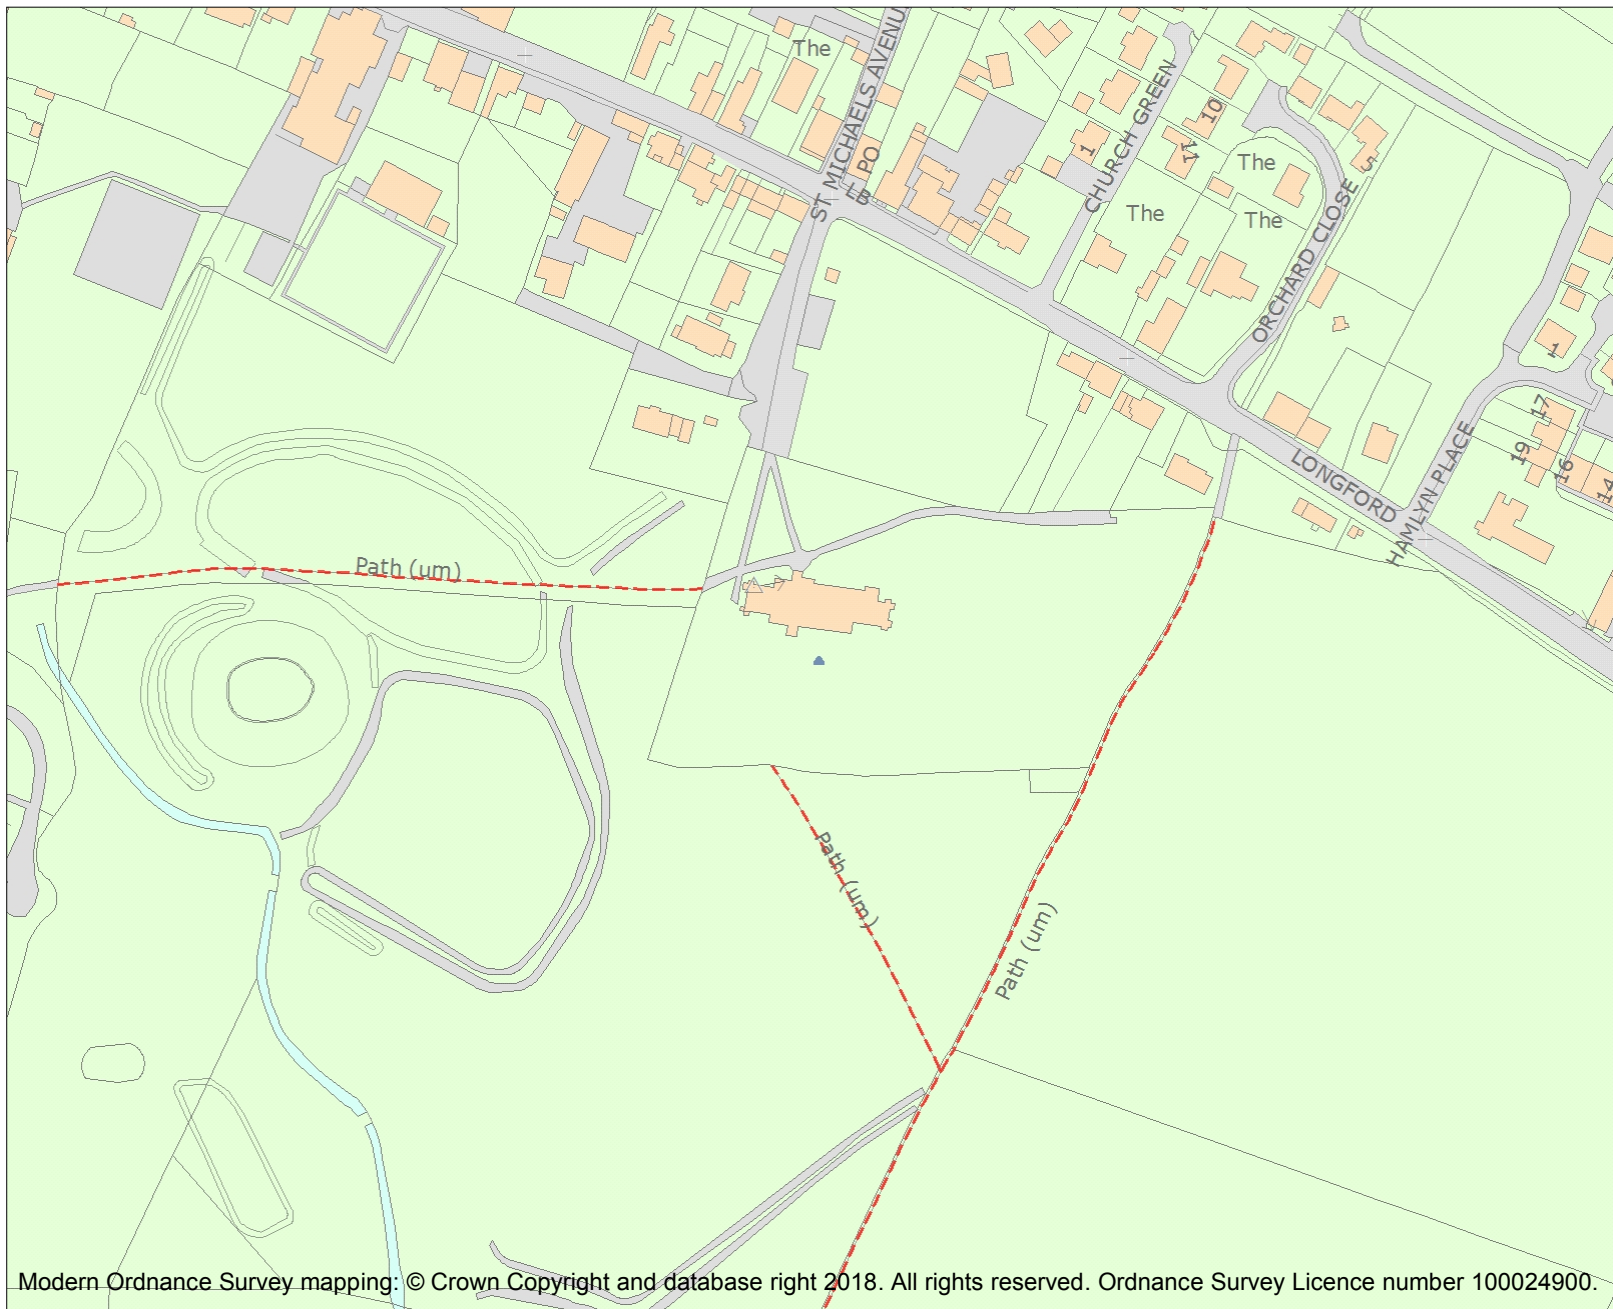 The
ST MICHAELS AVENU
PO
LB
CHURCH GREEN
1
10
11
The
The
The
5
ORCHARD CLOSE
1
17
19
16
14
LONGFORD
HAMLYN PLACE
Path (um)
Path (um)
Path (um)
Modern Ordnance Survey mapping: © Crown Copyright and database right 2018. All rights reserved. Ordnance Survey Licence number 100024900.